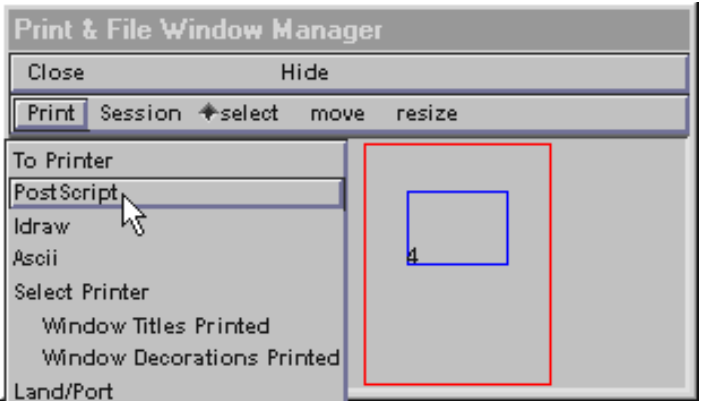 Print & File Window Manager
Close Hide
Print Session select move resize
To Printer
PostScript
Idraw
Ascii
Select Printer
Window Titles Printed
Window Decorations Printed
Land/Port
4